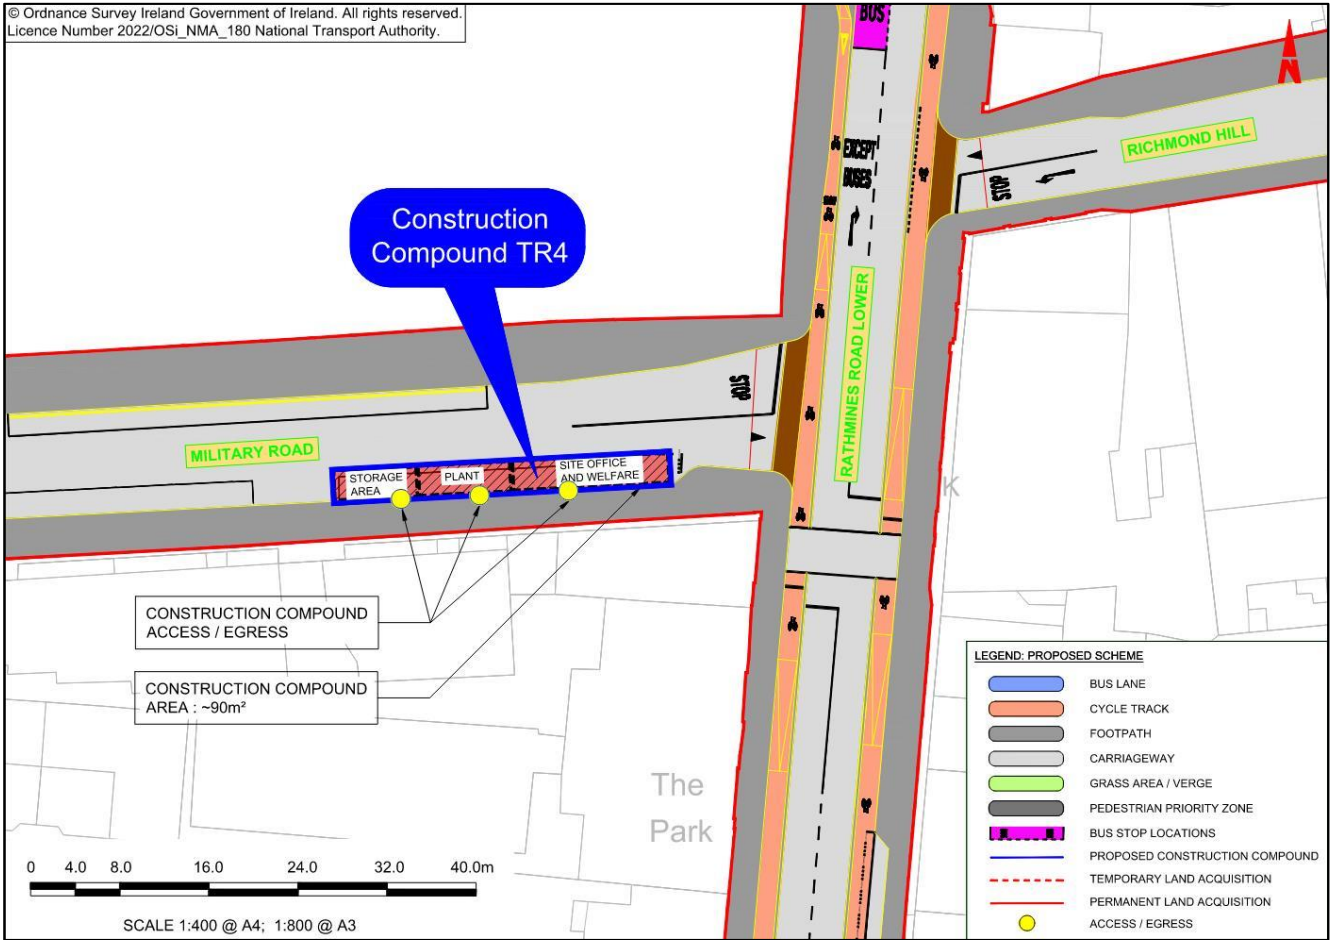 © Ordnance Survey Ireland Government of Ireland. All rights reserved.
Licence Number 2022/OSi_NMA_180 National Transport Authority.
BUS
N
RICHMOND HILL
EXCEPT
BUSES
STOP
Construction
Compound TR4
RATHMINES ROAD LOWER
STOP
MILITARY ROAD
STORAGE
AREA
PLANT
SITE OFFICE
AND WELFARE
K
CONSTRUCTION COMPOUND
ACCESS / EGRESS
CONSTRUCTION COMPOUND
AREA : ~90m²
The
Park
LEGEND: PROPOSED SCHEME
BUS LANE
CYCLE TRACK
FOOTPATH
CARRIAGEWAY
GRASS AREA / VERGE
PEDESTRIAN PRIORITY ZONE
BUS STOP LOCATIONS
PROPOSED CONSTRUCTION COMPOUND
TEMPORARY LAND ACQUISITION
PERMANENT LAND ACQUISITION
ACCESS / EGRESS
0 4.0 8.0 16.0 24.0 32.0 40.0m
SCALE 1:400 @ A4; 1:800 @ A3